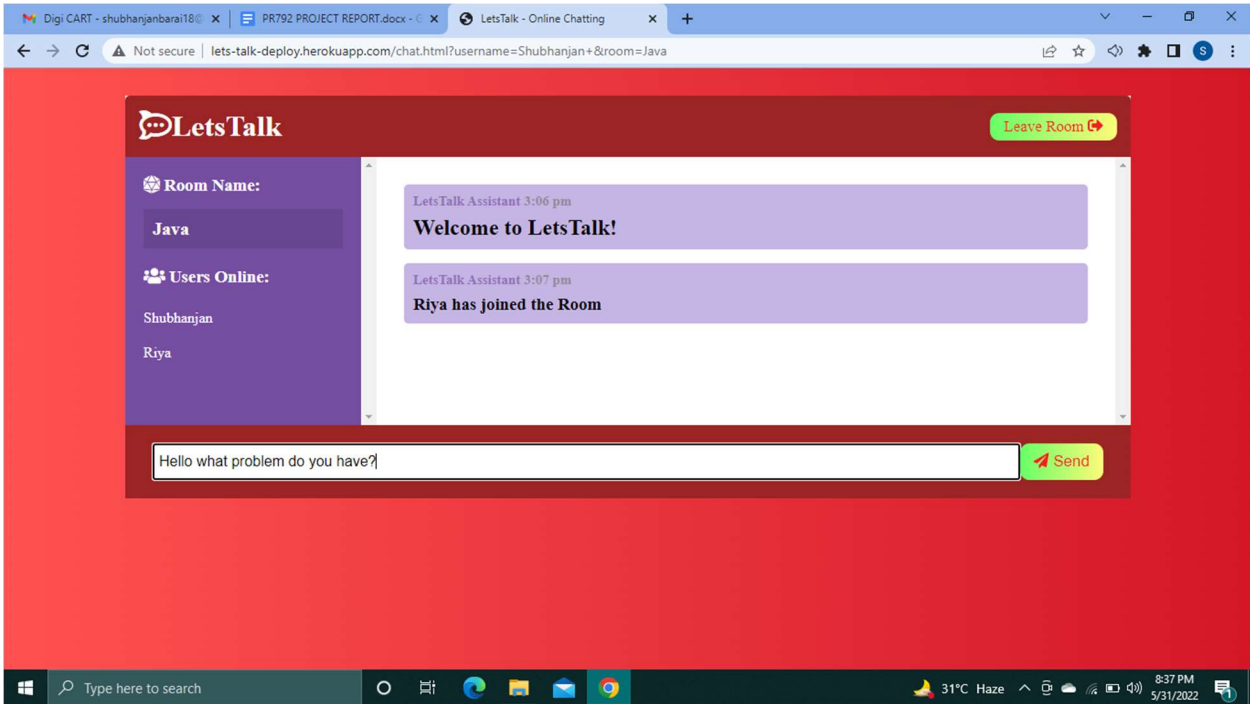 Digi CART - shubhanjanbarai18
PR792 PROJECT REPORT.docx - G
LetsTalk - Online Chatting
Not secure
lets-talk-deploy.herokuapp.com/chat.html?username=Shubhanjan+&room=Java
S
LetsTalk
Leave Room
Room Name:
Java
Users Online:
Shubhanjan
Riya
LetsTalk Assistant 3:06 pm
Welcome to LetsTalk!
LetsTalk Assistant 3:07 pm
Riya has joined the Room
Hello what problem do you have?
Send
Type here to search
31°C Haze
8:37 PM
5/31/2022
1